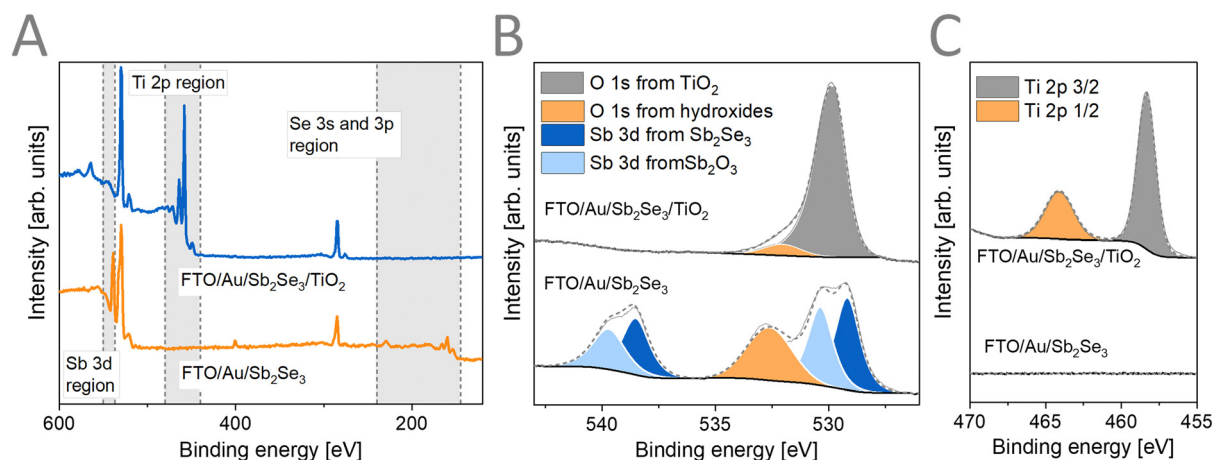 A
Ti 2p region
Se 3s and 3p
region
FTO/Au/Sb2Se3/TiO2
Sb 3d
region
FTO/Au/Sb2Se3
Intensity [arb. units]
600
400
200
Binding energy [eV]
B
O 1s from TiO2
O 1s from hydroxides
Sb 3d from Sb2Se3
Sb 3d fromSb2O3
FTO/Au/Sb2Se3/TiO2
FTO/Au/Sb2Se3
Intensity [arb. units]
540
535
530
Binding energy [eV]
C
Ti 2p 3/2
Ti 2p 1/2
FTO/Au/Sb2Se3/TiO2
FTO/Au/Sb2Se3
Intensity [arb. units]
470
465
460
455
Binding energy [eV]